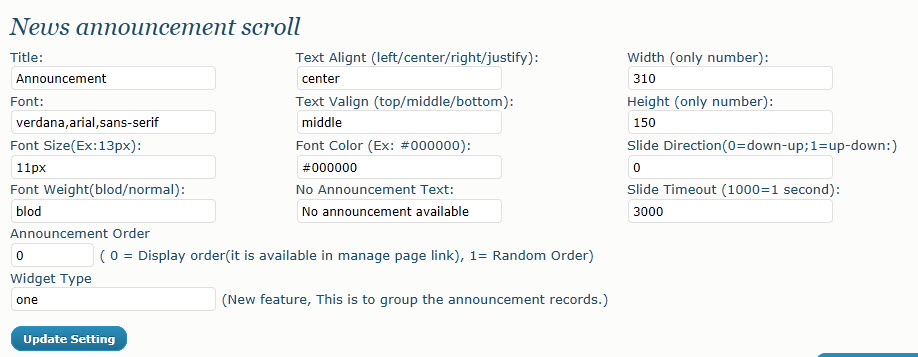 News announcement scroll
Title: Text Alignt (left/center/right/justify): Width (only number):
Announcement center 310
Font: Text Valign (top/middle/bottom): Height (only number):
verdana,arial,sans-serif middle 150
Font Size(Ex:13px): Font Color (Ex: #000000): Slide Direction(0=down-up;1=up-down:)
11px #000000 0
Font Weight(blod/normal): No Announcement Text: Slide Timeout (1000=1 second):
blod No announcement available 3000
Announcement Order
0 ( 0 = Display order(it is available in manage page link), 1= Random Order)
Widget Type
one (New feature, This is to group the announcement records.)
Update Setting